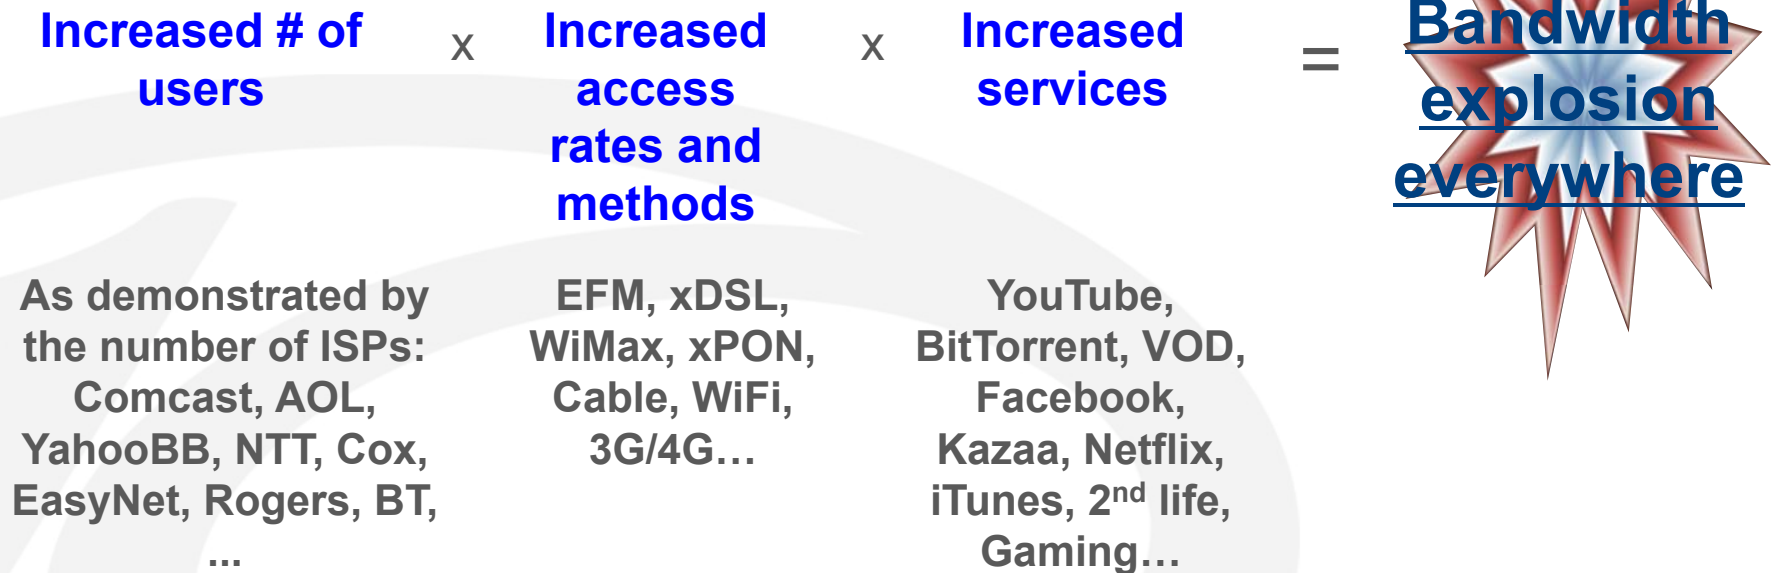 Increased # of
users
x
Increased
access
rates and
methods
x
Increased
services
=
Bandwidth
explosion
everywhere
As demonstrated by
the number of ISPs:
Comcast, AOL,
YahooBB, NTT, Cox,
EasyNet, Rogers, BT,
...
EFM, xDSL,
WiMax, xPON,
Cable, WiFi,
3G/4G…
YouTube,
BitTorrent, VOD,
Facebook,
Kazaa, Netflix,
iTunes, 2nd life,
Gaming…